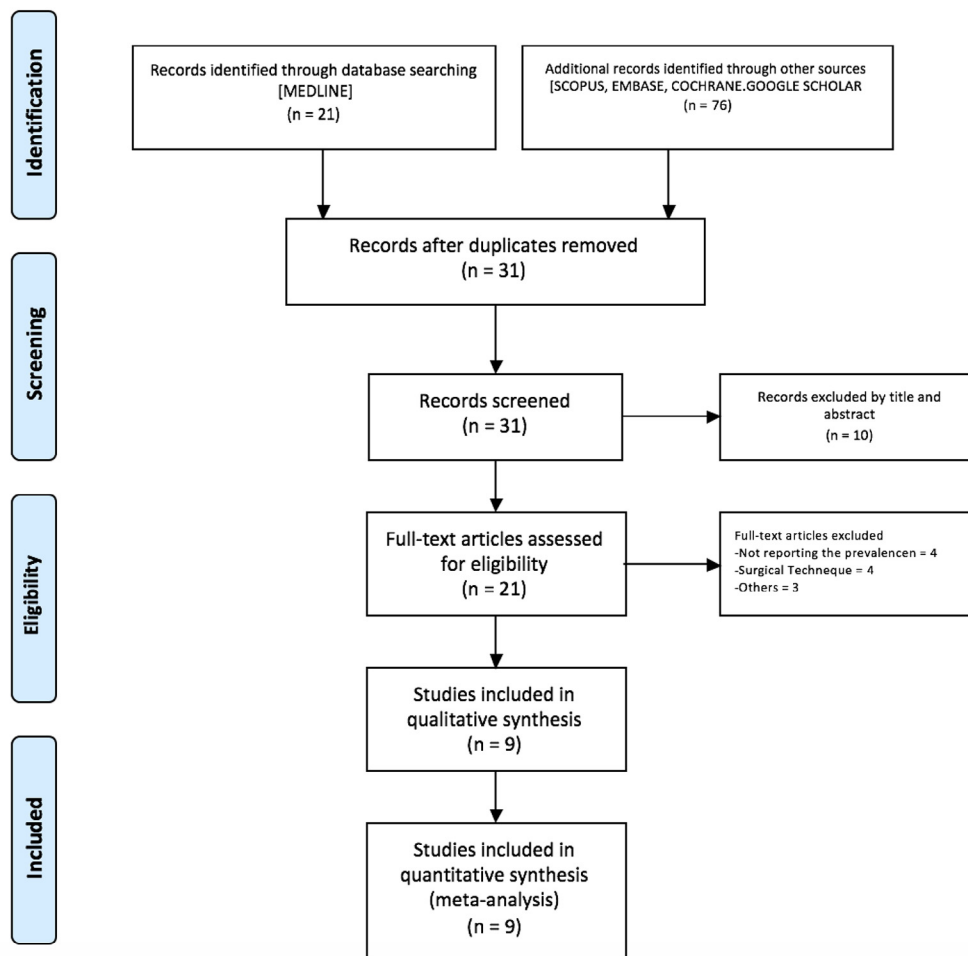 Identification
Records identified through database searching
[MEDLINE]
(n = 21)
Additional records identified through other sources
[SCOPUS, EMBASE, COCHRANE.GOOGLE SCHOLAR
(n = 76)
Records after duplicates removed
(n = 31)
Screening
Records screened
(n = 31)
Records excluded by title and
abstract
(n = 10)
Eligibility
Full-text articles assessed
for eligibility
(n = 21)
Full-text articles excluded
-Not reporting the prevalencen = 4
-Surgical Techneque = 4
-Others = 3
Studies included in
qualitative synthesis
(n = 9)
Included
Studies included in
quantitative synthesis
(meta-analysis)
(n = 9)